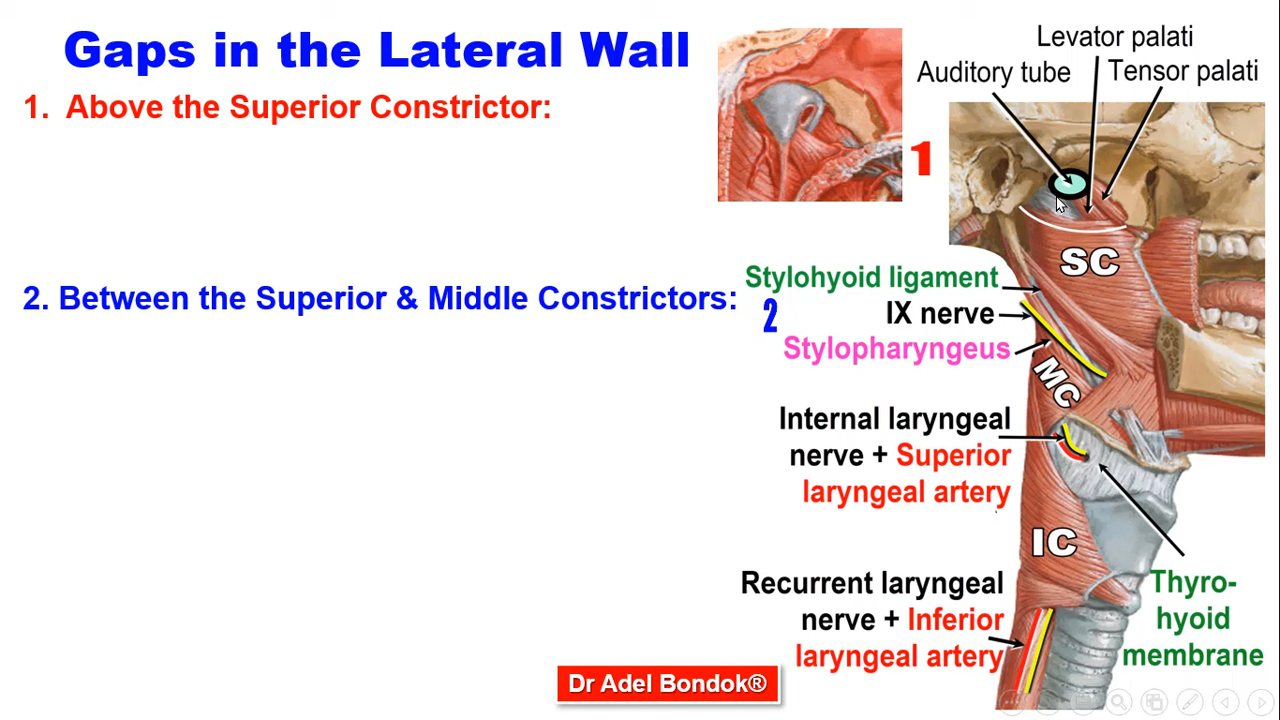 Gaps in the Lateral Wall
1. Above the Superior Constrictor:
2. Between the Superior & Middle Constrictors:
1
Levator palati
Auditory tube
Tensor palati
SC
2
Stylohyoid ligament
IX nerve
Stylopharyngeus
MC
Internal laryngeal
nerve + Superior
laryngeal artery
IC
Recurrent laryngeal
nerve + Inferior
laryngeal artery
Thyro-
hyoid
membrane
Dr Adel Bondok®